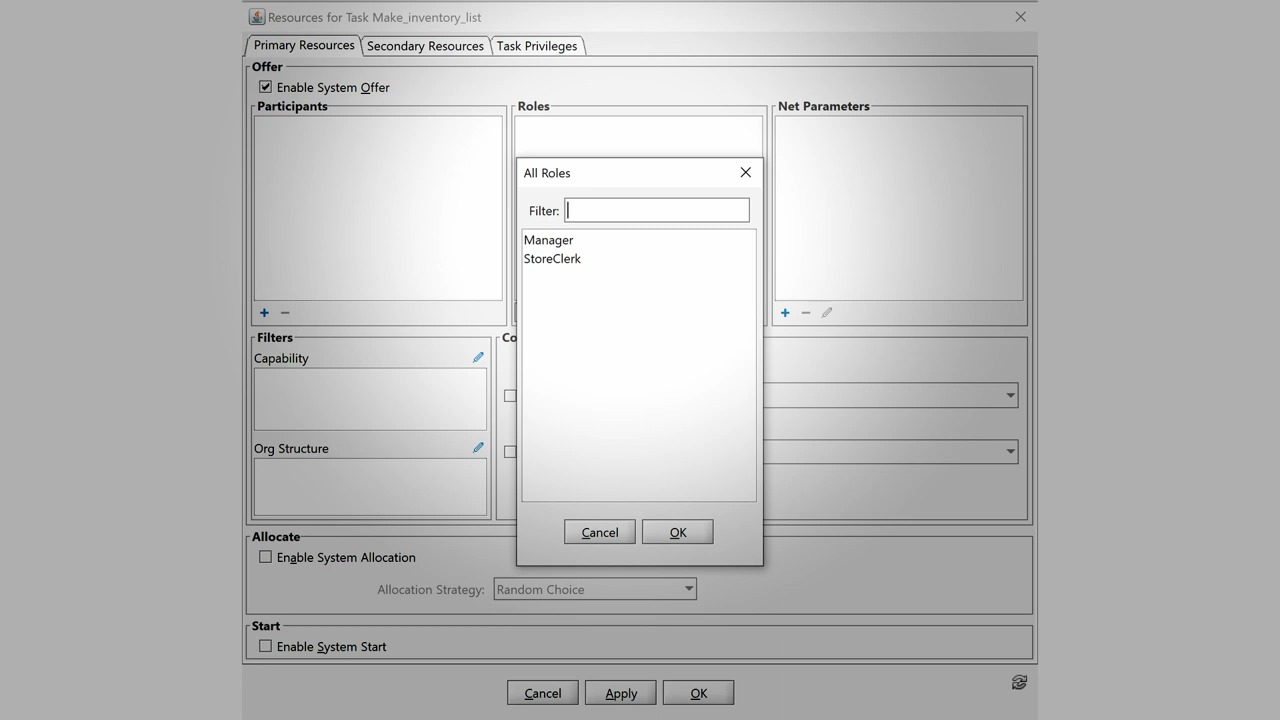 Resources for Task Make_inventory_list
Primary Resources Secondary Resources Task Privileges
Offer
Enable System Offer
Participants Roles Net Parameters
All Roles
Filter:
Manager
StoreClerk
Filters Co
Capability
Org Structure
Cancel OK
Allocate
Enable System Allocation
Allocation Strategy: Random Choice
Start
Enable System Start
Cancel Apply OK